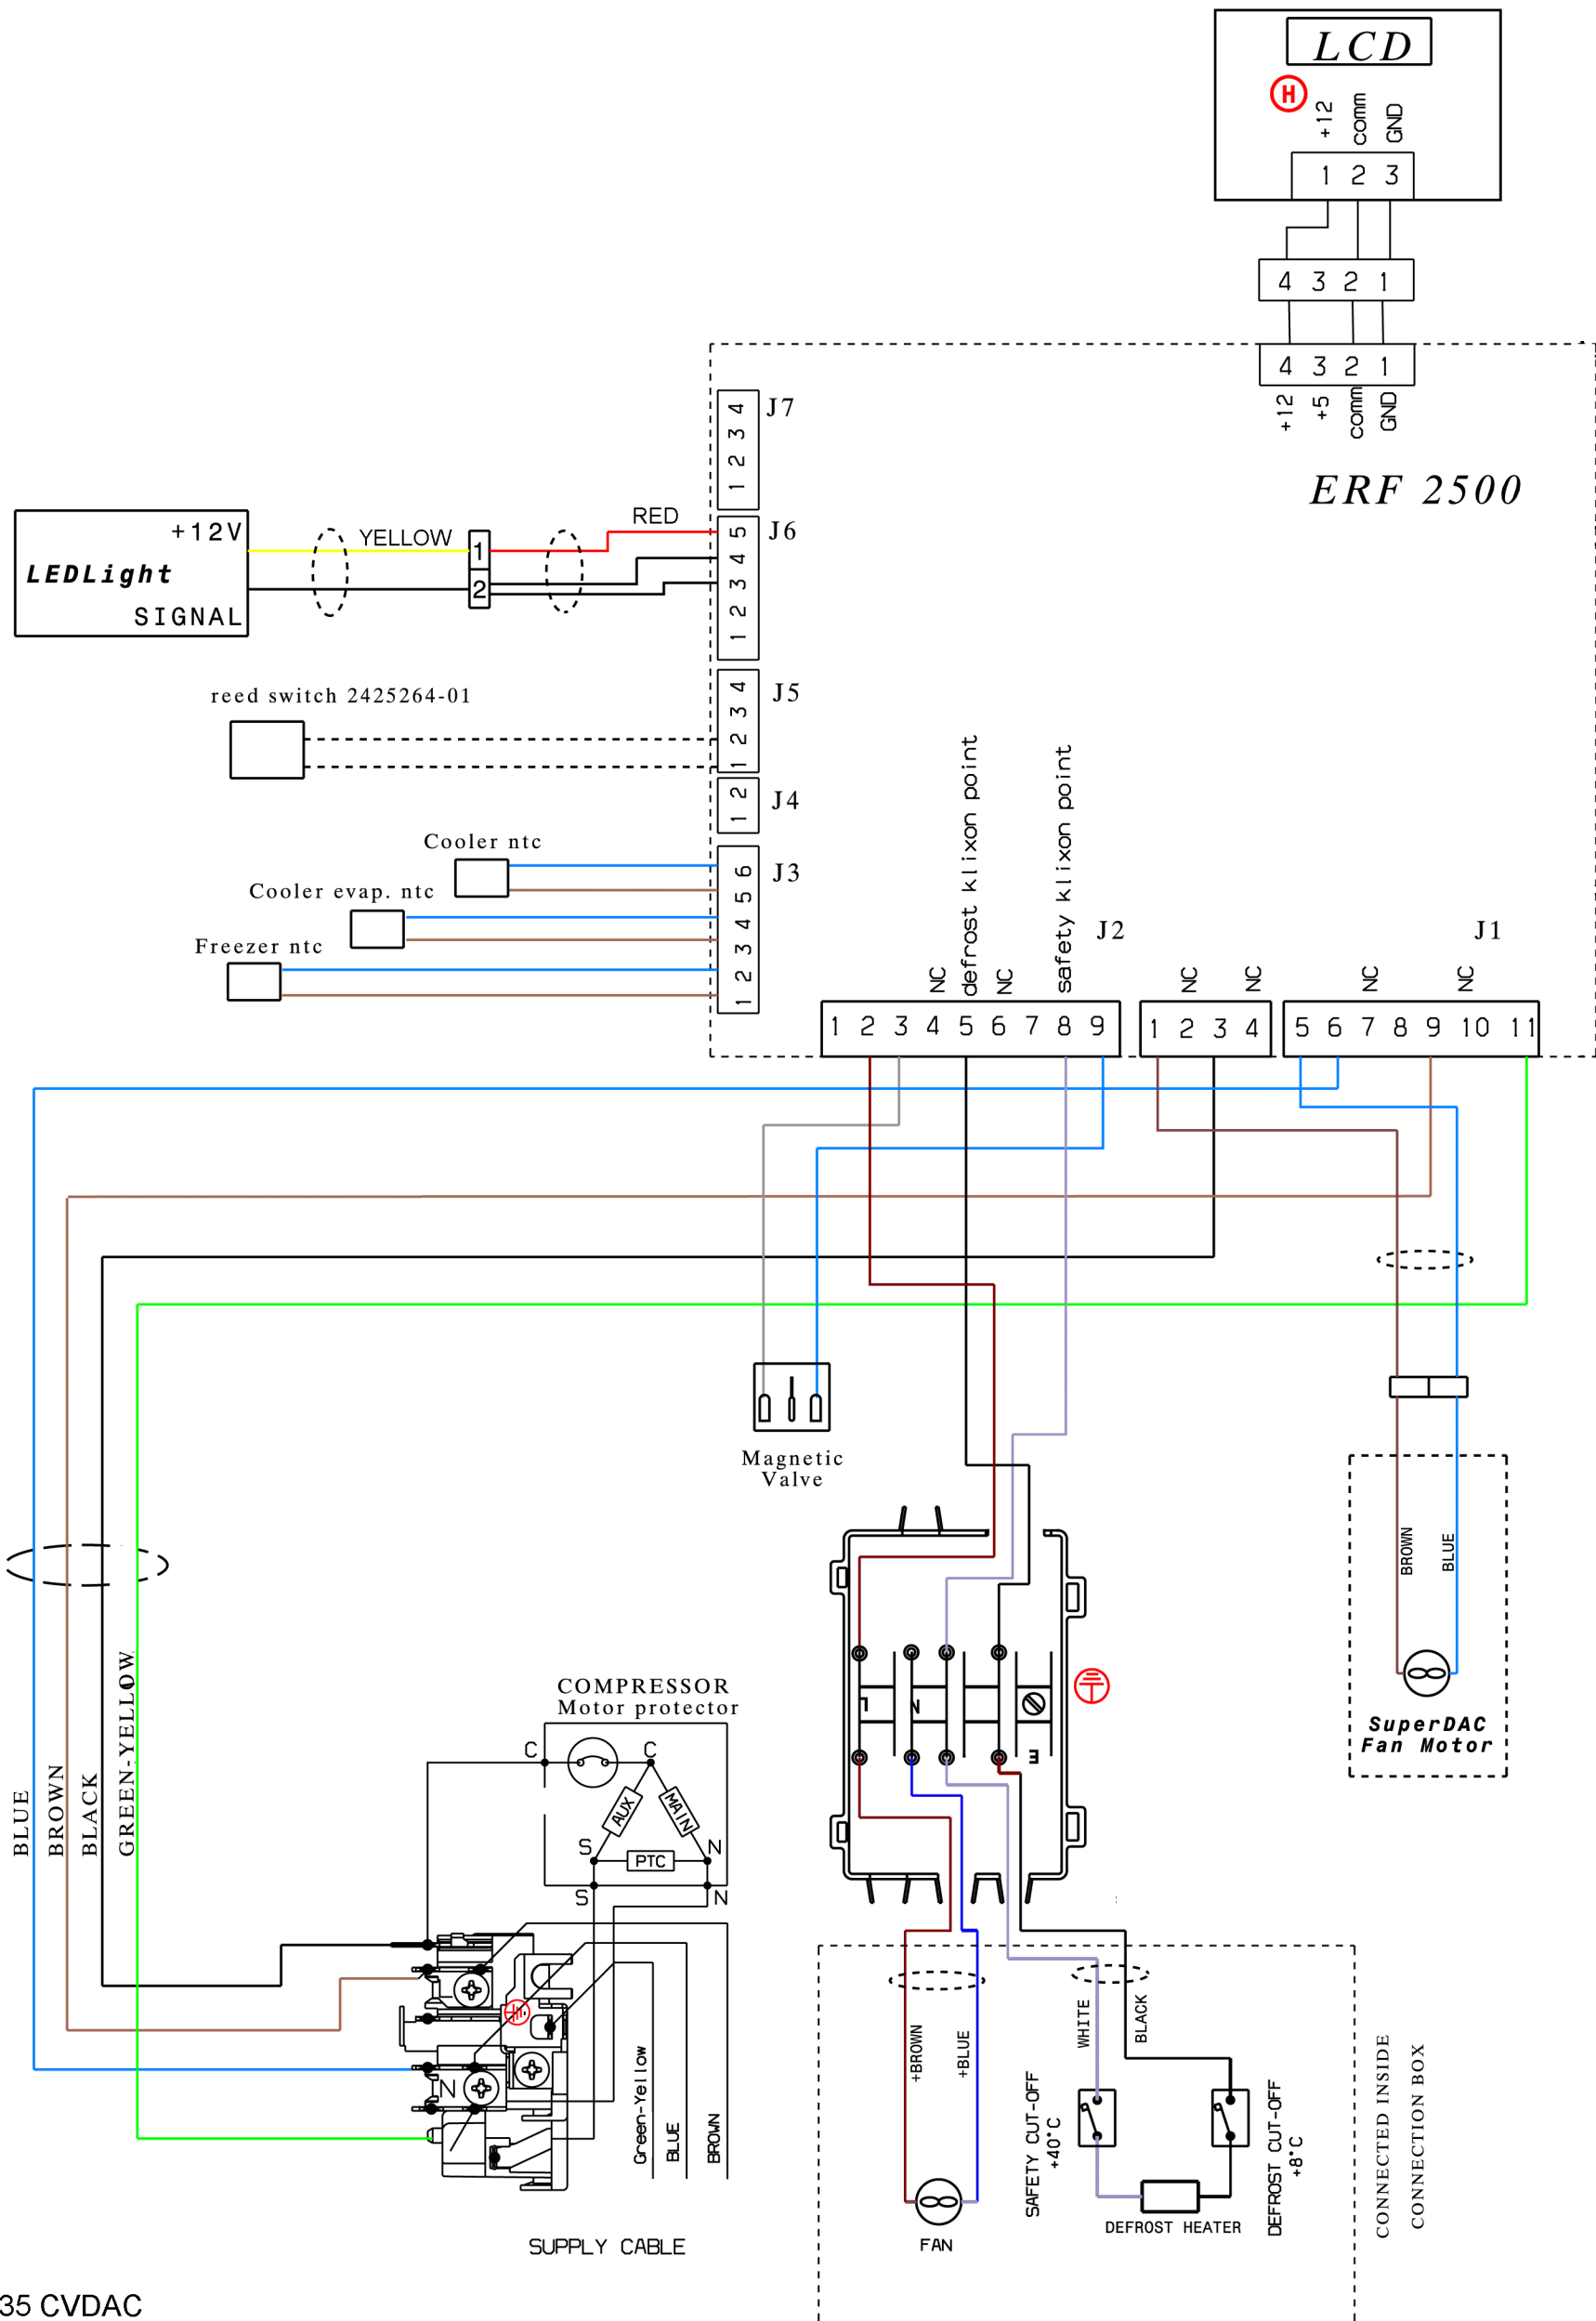 LCD
H
+12 comm GND
1 2 3
4 3 2 1
4 3 2 1
+12 +5 comm GND
ERF 2500
J7
1 2 3 4
+12V
LEDLight
SIGNAL
YELLOW
1
2
RED
J6
1 2 3 4 5
reed switch 2425264-01
J5
1 2 3 4
J4
1 2
Cooler ntc
Cooler evap. ntc
Freezer ntc
J3
1 2 3 4 5 6
NC
defrost klixon point
NC
safety klixon point
J2
NC
NC
NC
NC
J1
1 2 3 4 5 6 7 8 9
1 2 3 4
5 6 7 8 9 10 11
Magnetic
Valve
BLUE
BROWN
BLACK
GREEN-YELLOW
COMPRESSOR
Motor protector
C
C
AUX
MAIN
S
N
PTC
S
N
L
N
E
BROWN
BLUE
SuperDAC
Fan Motor
N
Green-Yellow
BLUE
BROWN
SUPPLY CABLE
+BROWN
+BLUE
FAN
WHITE
BLACK
SAFETY CUT-OFF
+40°C
DEFROST HEATER
DEFROST CUT-OFF
+8°C
CONNECTED INSIDE
CONNECTION BOX
35 CVDAC